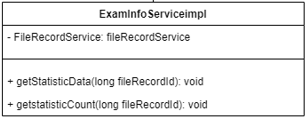 ExamInfoServiceimpl
- FileRecordService: fileRecordService
+ getStatisticData(long fileRecordId): void
+ getstatisticCount(long fileRecordId): void